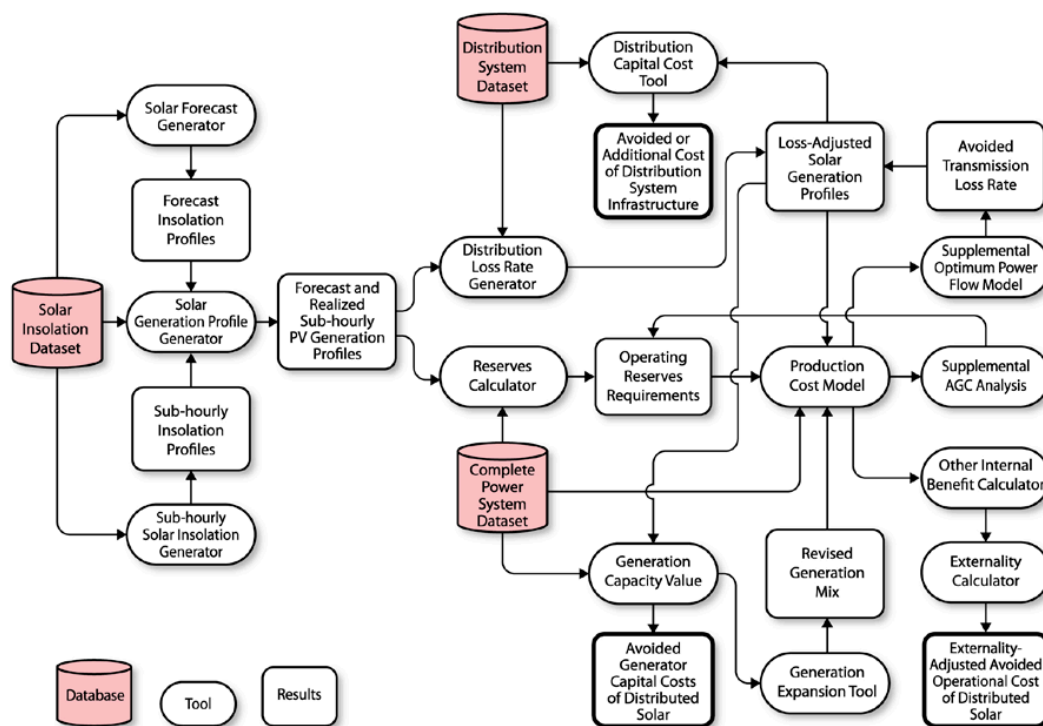 Distribution
System
Dataset
Distribution
Capital Cost
Tool
Solar Forecast
Generator
Avoided or
Additional Cost
of Distribution
System
Infrastructure
Loss-Adjusted
Solar
Generation
Profiles
Avoided
Transmission
Loss Rate
Forecast
Insolation
Profiles
Distribution
Loss Rate
Generator
Supplemental
Optimum Power
Flow Model
Solar
Insolation
Dataset
Solar
Generation Profile
Generator
Forecast and
Realized
Sub-hourly
PV Generation
Profiles
Reserves
Calculator
Operating
Reserves
Requirements
Production
Cost Model
Supplemental
AGC Analysis
Sub-hourly
Insolation
Profiles
Complete
Power
System
Dataset
Other Internal
Benefit Calculator
Sub-hourly
Solar Insolation
Generator
Generation
Capacity Value
Revised
Generation
Mix
Externality
Calculator
Avoided
Generator
Capital Costs
of Distributed
Solar
Generation
Expansion Tool
Externality-
Adjusted Avoided
Operational Cost
of Distributed
Solar
Database
Tool
Results